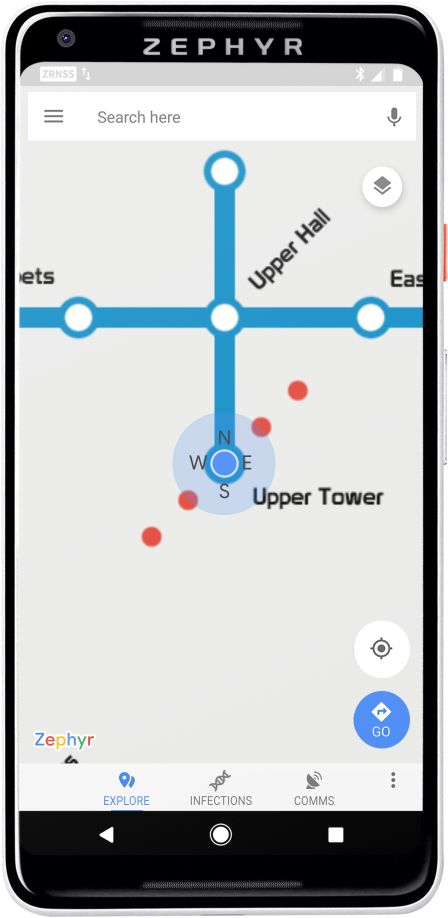 ZEPHYR
ZRNSS
Search here
Upper Hall
ets
Eas
N
W E
S
Upper Tower
GO
Zephyr
EXPLORE
INFECTIONS
COMMS